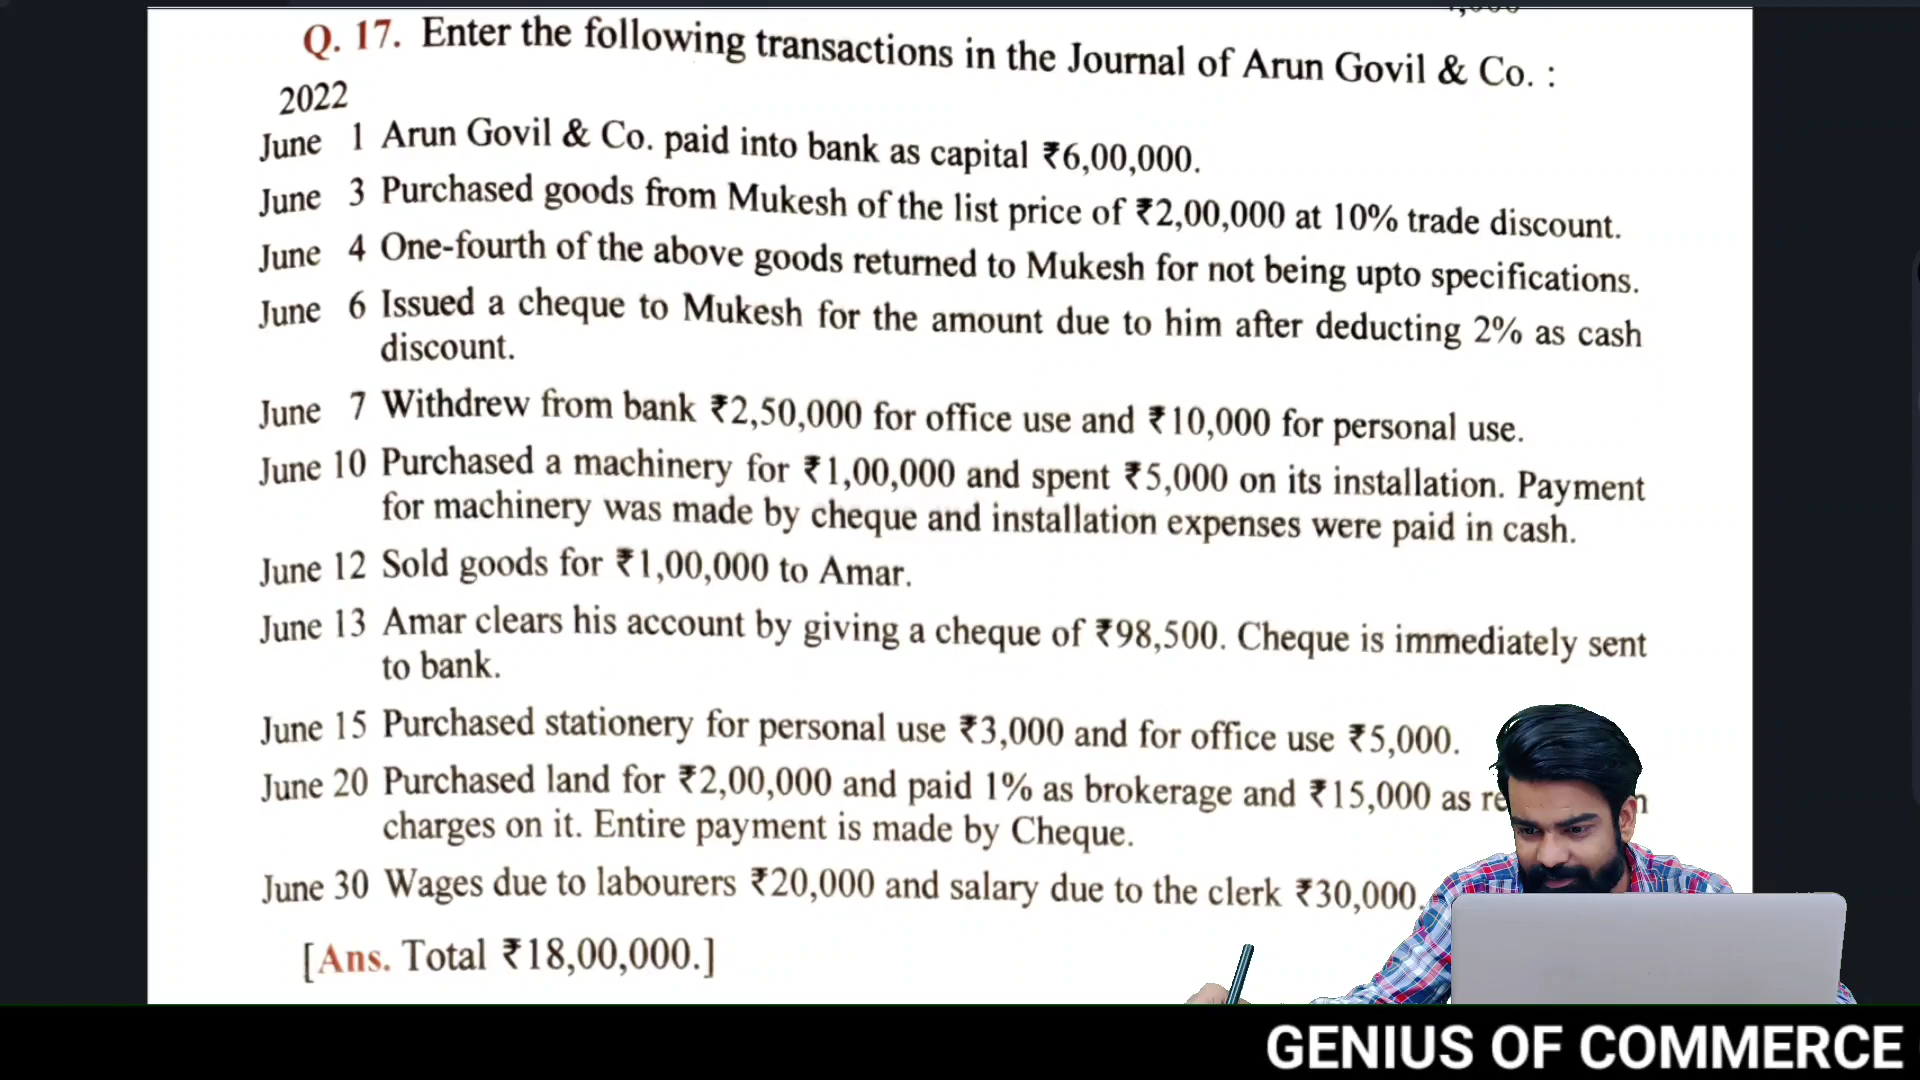 Q. 17. Enter the following transactions in the Journal of Arun Govil & Co. :
2022
June 1 Arun Govil & Co. paid into bank as capital ₹6,00,000.
June 3 Purchased goods from Mukesh of the list price of ₹2,00,000 at 10% trade discount.
June 4 One-fourth of the above goods returned to Mukesh for not being upto specifications.
June 6 Issued a cheque to Mukesh for the amount due to him after deducting 2% as cash
discount.
June 7 Withdrew from bank ₹2,50,000 for office use and ₹10,000 for personal use.
June 10 Purchased a machinery for ₹1,00,000 and spent ₹5,000 on its installation. Payment
for machinery was made by cheque and installation expenses were paid in cash.
June 12 Sold goods for ₹1,00,000 to Amar.
June 13 Amar clears his account by giving a cheque of ₹98,500. Cheque is immediately sent
to bank.
June 15 Purchased stationery for personal use ₹3,000 and for office use ₹5,000.
June 20 Purchased land for ₹2,00,000 and paid 1% as brokerage and ₹15,000 as
charges on it. Entire payment is made by Cheque.
June 30 Wages due to labourers ₹20,000 and salary due to the clerk ₹30,000.
[Ans. Total ₹18,00,000.]
GENIUS OF COMMERCE